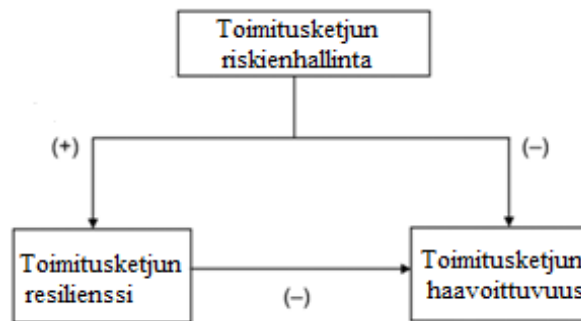 Toimitusketjun
riskienhallinta
(+)
(–)
Toimitusketjun
resilienssi
(–)
Toimitusketjun
haavoittuvuus